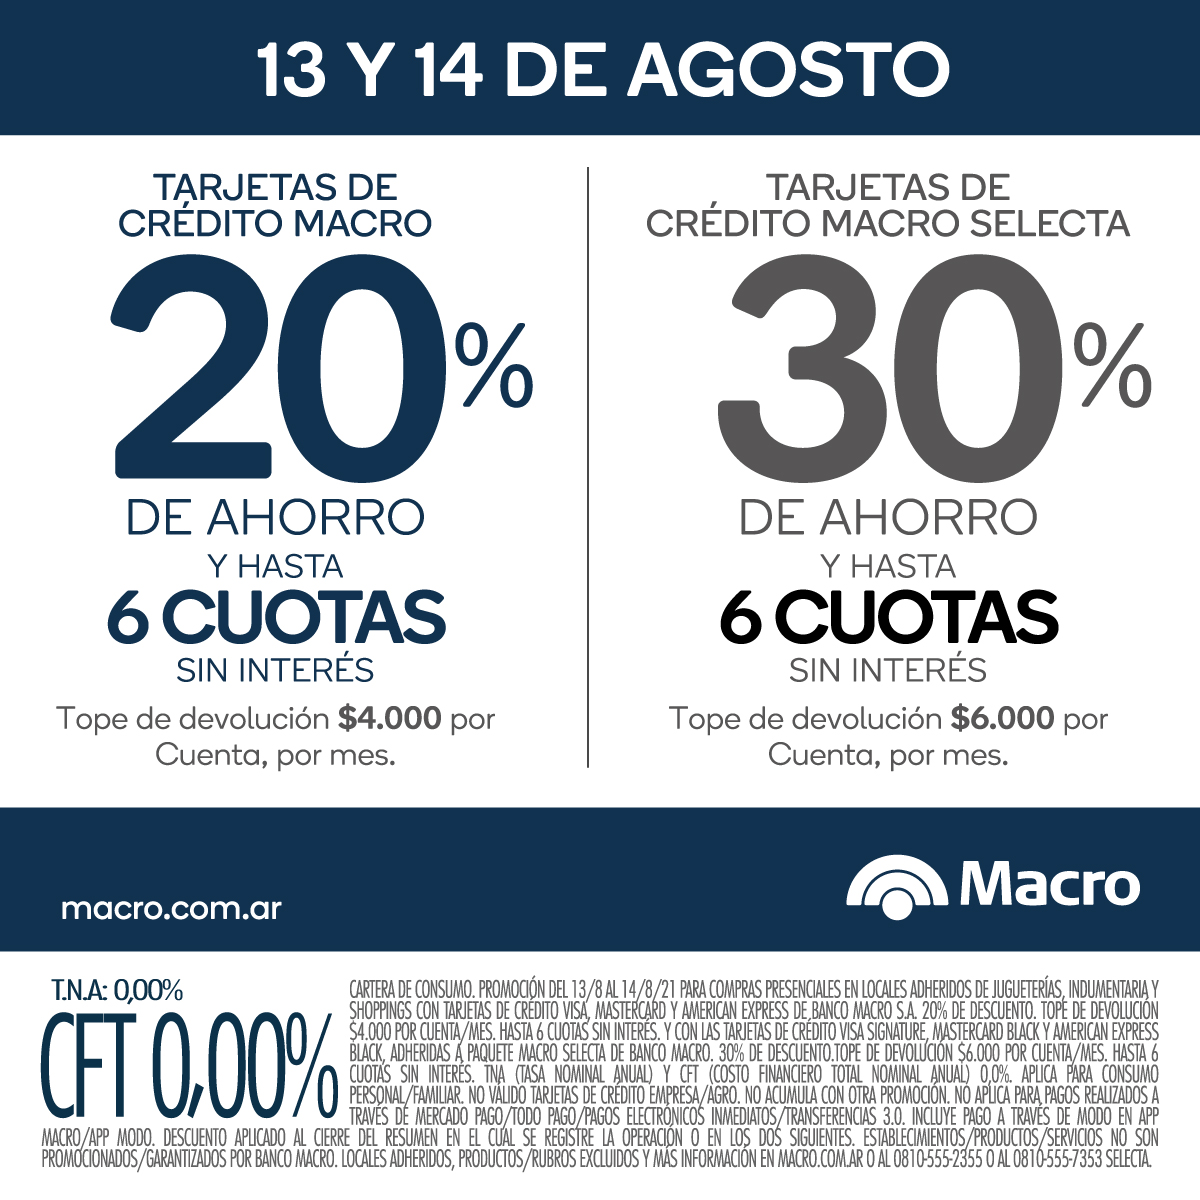 13 Y 14 DE AGOSTO
TARJETAS DE
CRÉDITO MACRO
20%
DE AHORRO
Y HASTA
6 CUOTAS
SIN INTERÉS
Tope de devolución $4.000 por
Cuenta, por mes.
TARJETAS DE
CRÉDITO MACRO SELECTA
30%
DE AHORRO
Y HASTA
6 CUOTAS
SIN INTERÉS
Tope de devolución $6.000 por
Cuenta, por mes.
macro.com.ar
Macro
T.N.A: 0,00%
CFT 0,00%
CARTERA DE CONSUMO. PROMOCIÓN DEL 13/8 AL 14/8/21 PARA COMPRAS PRESENCIALES EN LOCALES ADHERIDOS DE JUGUETERÍAS, INDUMENTARIA Y
SHOPPINGS CON TARJETAS DE CRÉDITO VISA, MASTERCARD Y AMERICAN EXPRESS DE BANCO MACRO S.A. 20% DE DESCUENTO. TOPE DE DEVOLUCIÓN
$4.000 POR CUENTA/MES. HASTA 6 CUOTAS SIN INTERÉS. Y CON LAS TARJETAS DE CRÉDITO VISA SIGNATURE, MASTERCARD BLACK Y AMERICAN EXPRESS
BLACK, ADHERIDAS A PAQUETE MACRO SELECTA DE BANCO MACRO. 30% DE DESCUENTO.TOPE DE DEVOLUCIÓN $6.000 POR CUENTA/MES. HASTA 6
CUOTAS SIN INTERÉS. TNA (TASA NOMINAL ANUAL) Y CFT (COSTO FINANCIERO TOTAL NOMINAL ANUAL) 0,0%. APLICA PARA CONSUMO
PERSONAL/FAMILIAR. NO VÁLIDO TARJETAS DE CRÉDITO EMPRESA/AGRO. NO ACUMULA CON OTRA PROMOCIÓN. NO APLICA PARA PAGOS REALIZADOS A
TRAVÉS DE MERCADO PAGO/TODO PAGO/PAGOS ELECTRÓNICOS INMEDIATOS/TRANSFERENCIAS 3.0. INCLUYE PAGO A TRAVÉS DE MODO EN APP
MACRO/APP MODO. DESCUENTO APLICADO AL CIERRE DEL RESUMEN EN EL CUAL SE REGISTRE LA OPERACIÓN O EN LOS DOS SIGUIENTES. ESTABLECIMIENTOS/PRODUCTOS/SERVICIOS NO SON
PROMOCIONADOS/GARANTIZADOS POR BANCO MACRO. LOCALES ADHERIDOS, PRODUCTOS/RUBROS EXCLUIDOS Y MÁS INFORMACIÓN EN MACRO.COM.AR O AL 0810-555-2355 O AL 0810-555-7353 SELECTA.